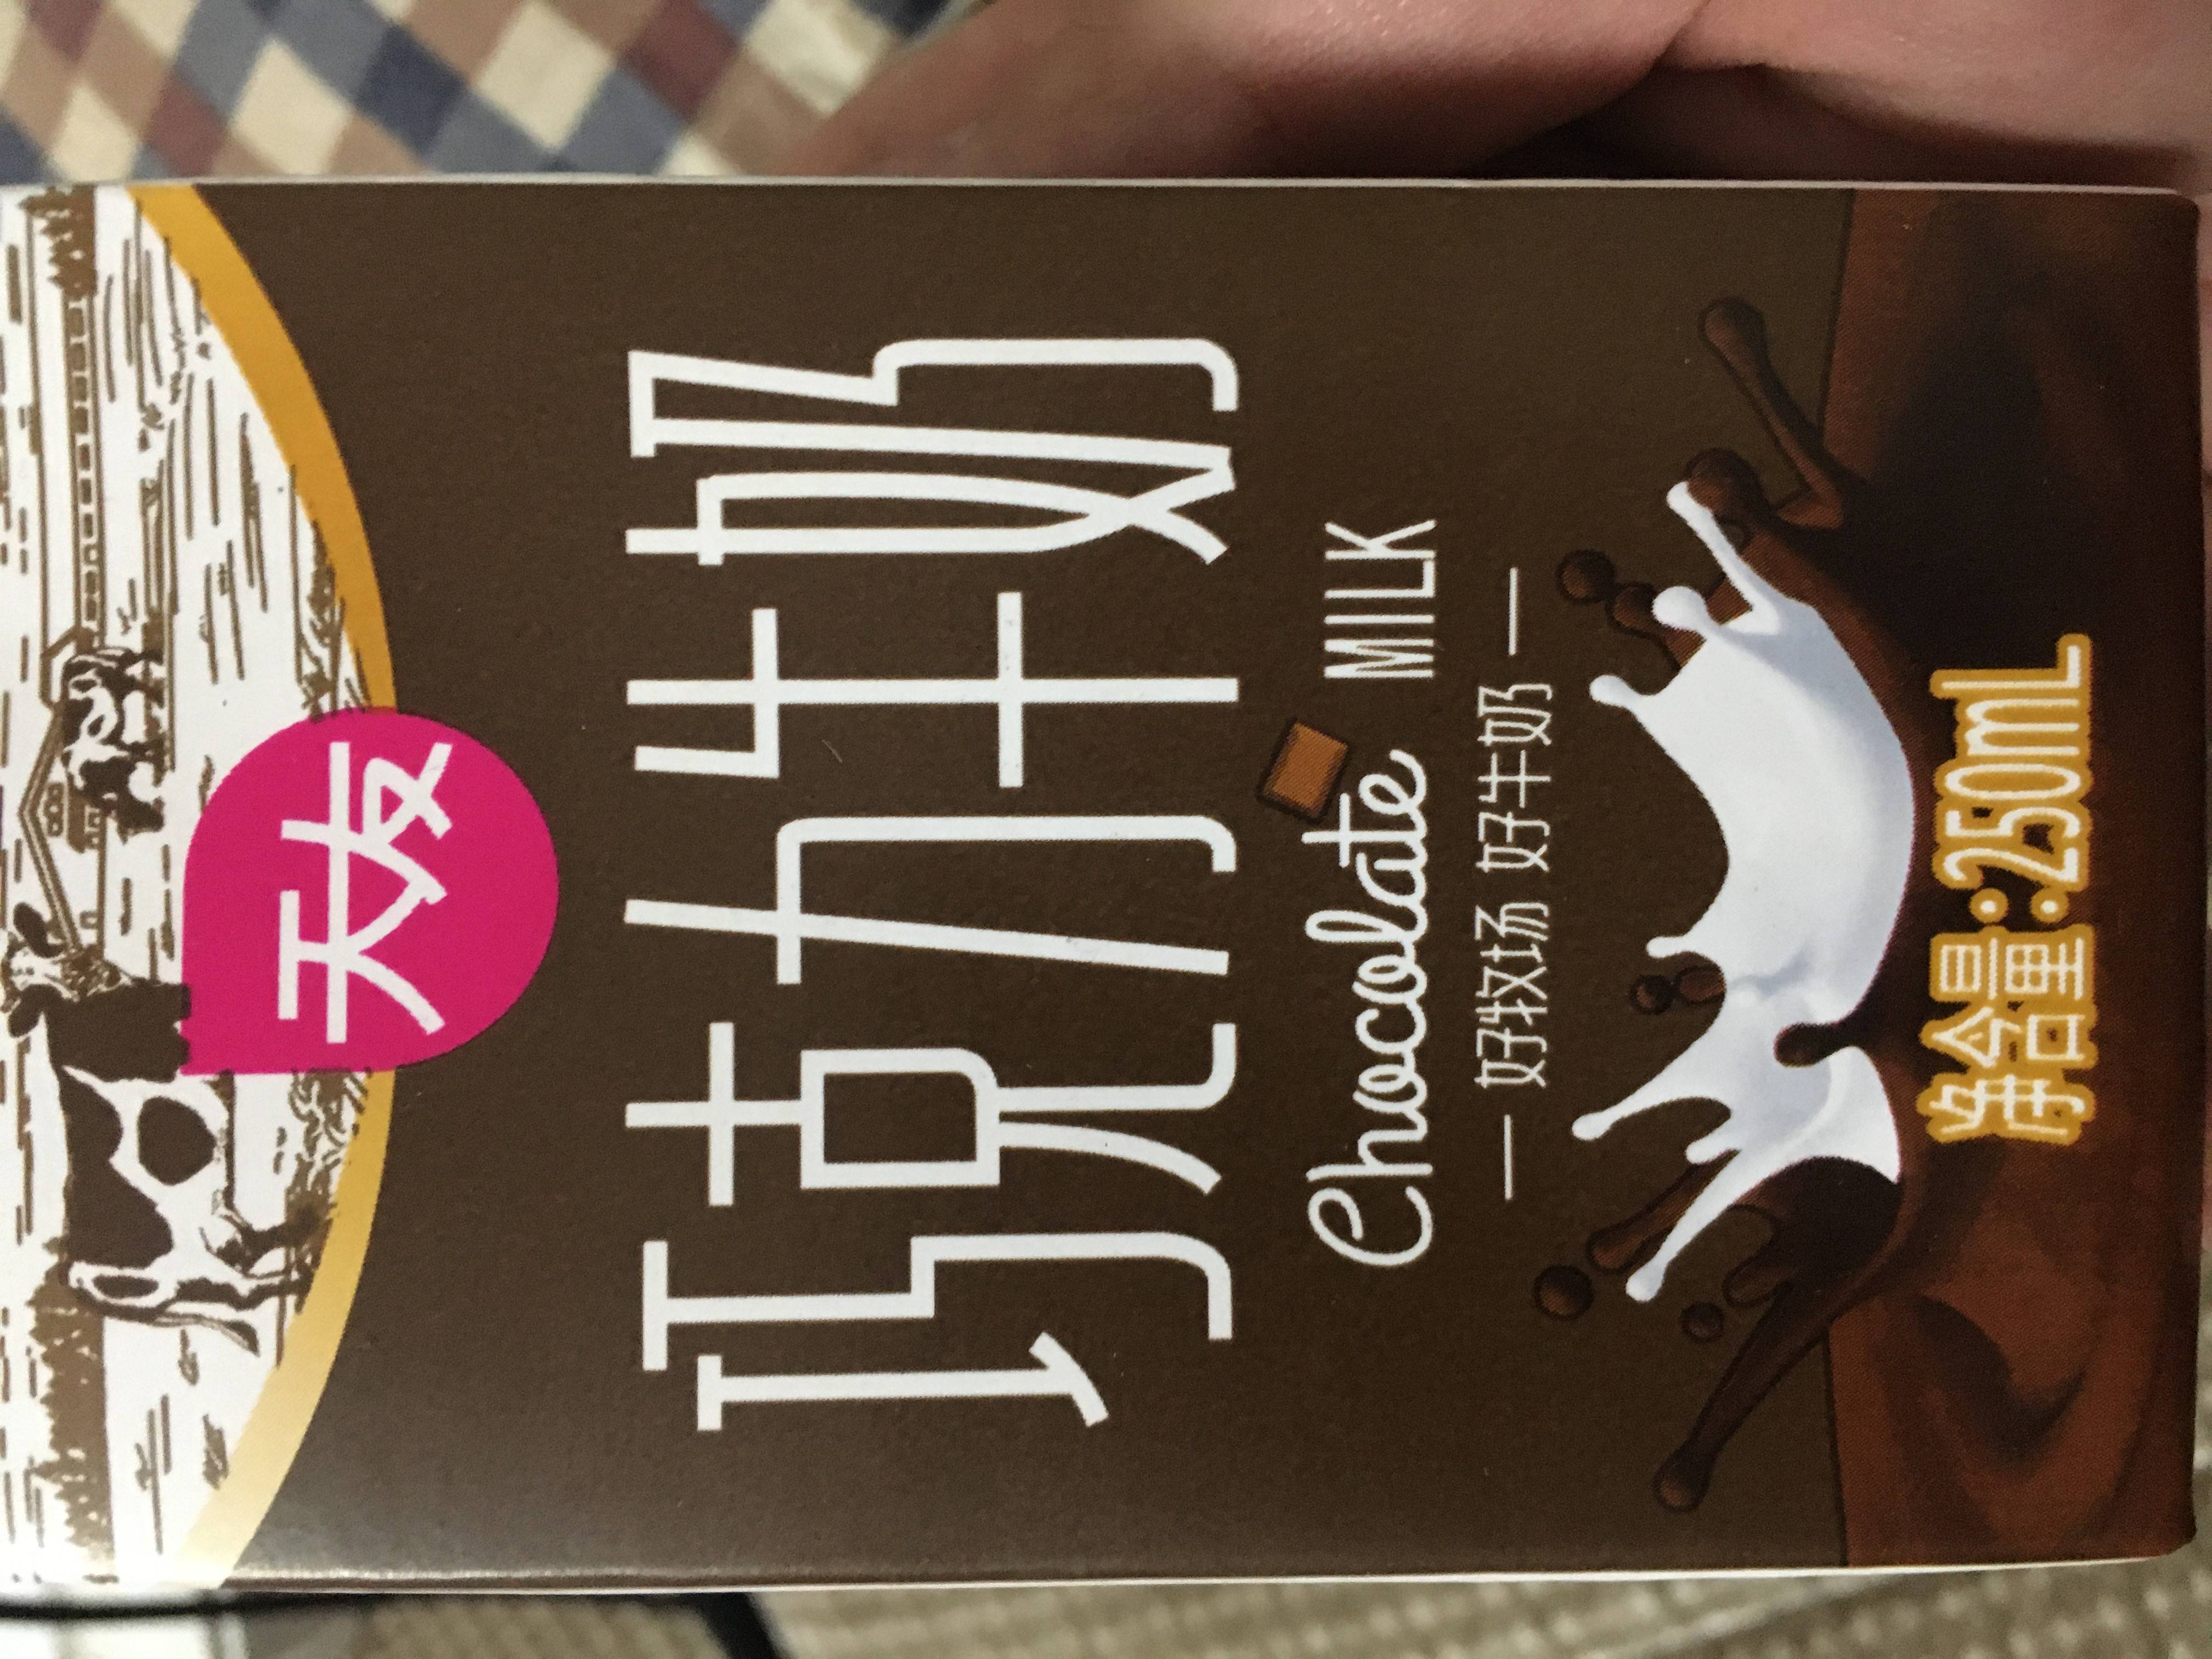 天友
巧克力牛奶
Chocolate MILK
好牧场 好牛奶
净含量:250mL